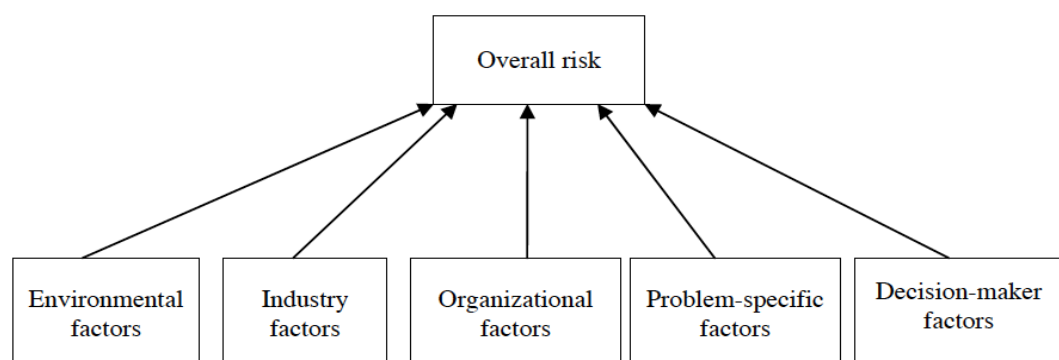 Overall risk
Environmental
factors
Industry
factors
Organizational
factors
Problem-specific
factors
Decision-maker
factors